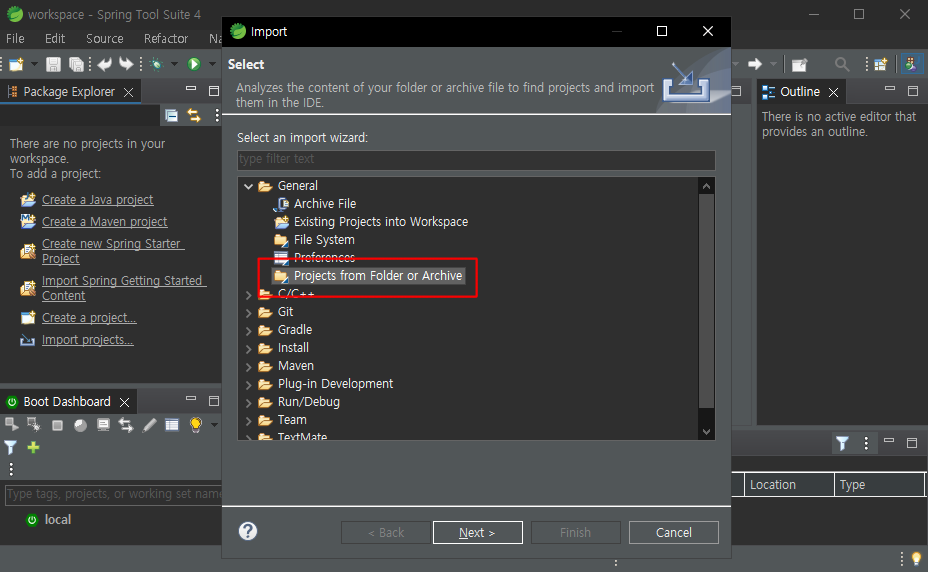 workspace - Spring Tool Suite 4
File Edit Source Refactor Na
Package Explorer
There are no projects in your
workspace.
To add a project:
Create a Java project
Create a Maven project
Create new Spring Starter
Project
Import Spring Getting Started
Content
Create a project...
Import projects...
Boot Dashboard
Type tags, projects, or working set name
local
Import
Select
Analyzes the content of your folder or archive file to find projects and import
them in the IDE.
Select an import wizard:
type filter text
General
Archive File
Existing Projects into Workspace
File System
Preferences
Projects from Folder or Archive
C/C++
Git
Gradle
Install
Maven
Plug-in Development
Run/Debug
Team
TextMate
< Back
Next >
Finish
Cancel
Outline
There is no active editor that
provides an outline.
Location Type